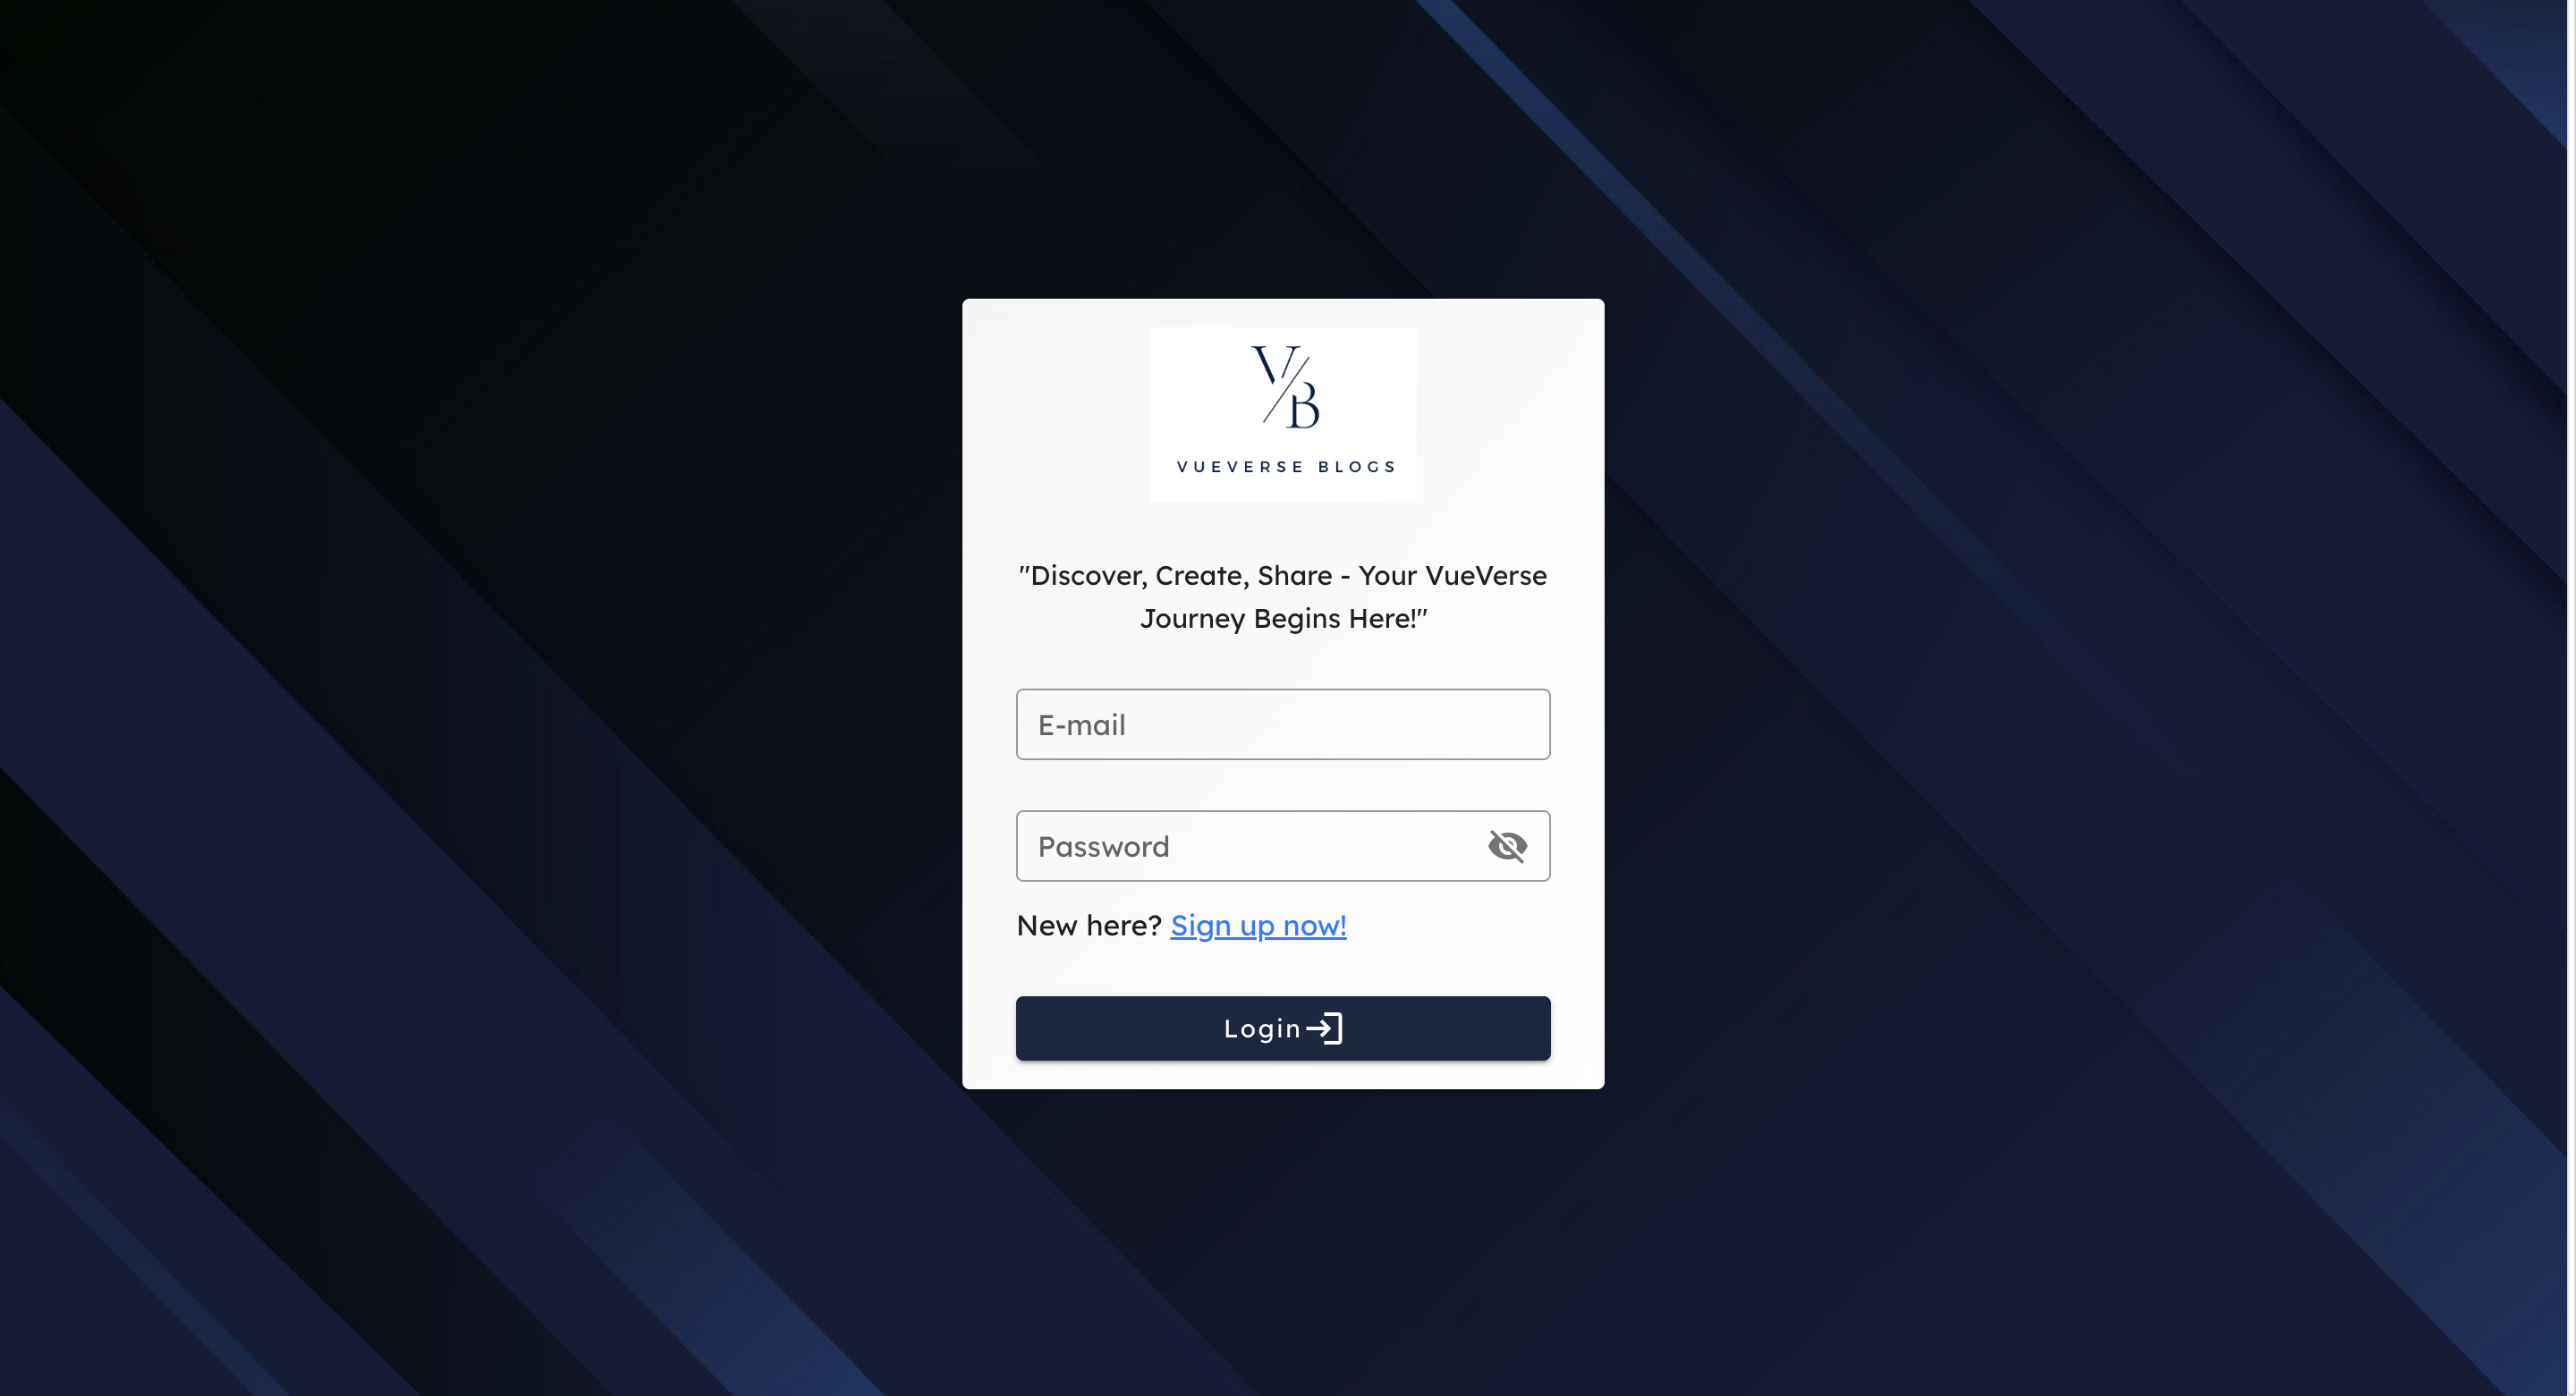 V
B
VUEVERSE BLOGS
"Discover, Create, Share - Your VueVerse
Journey Begins Here!"
E-mail
Password
New here? Sign up now!
Login